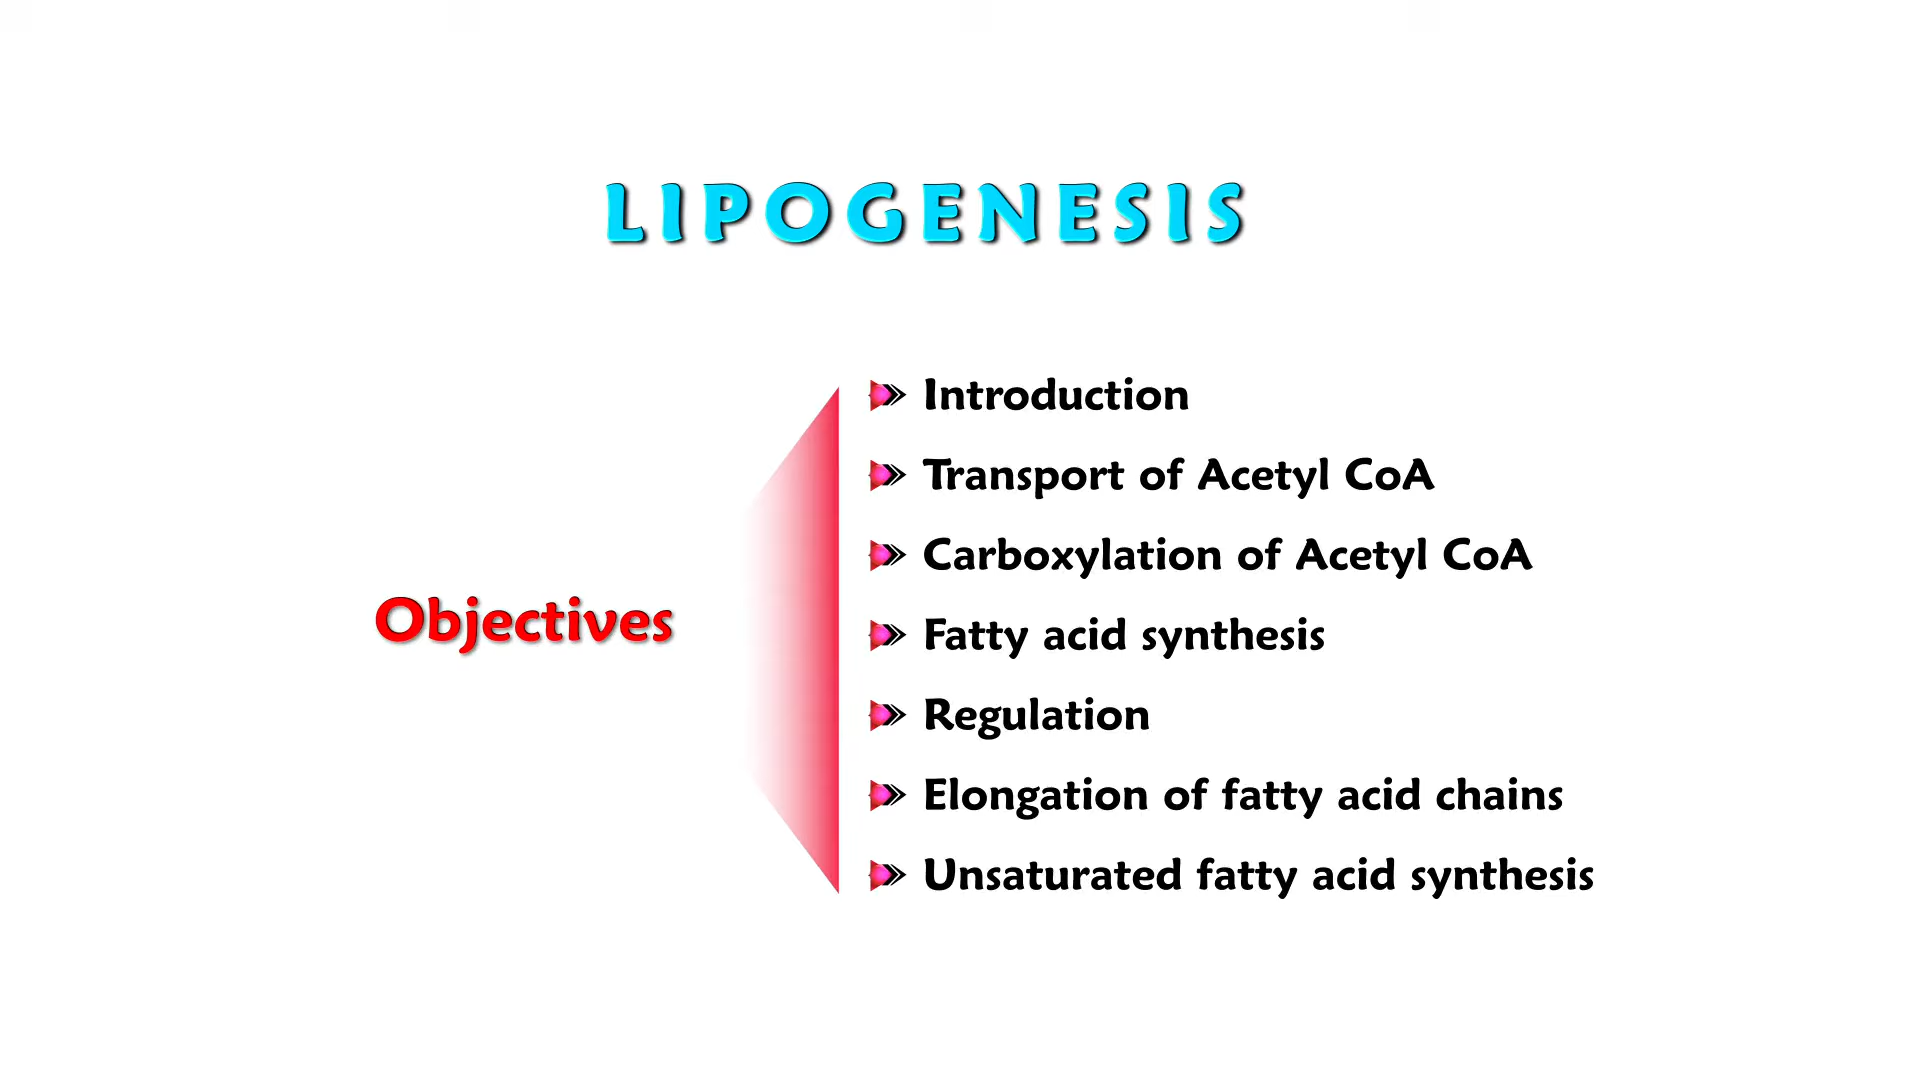 LIPOGENESIS
Objectives
Introduction
Transport of Acetyl CoA
Carboxylation of Acetyl CoA
Fatty acid synthesis
Regulation
Elongation of fatty acid chains
Unsaturated fatty acid synthesis